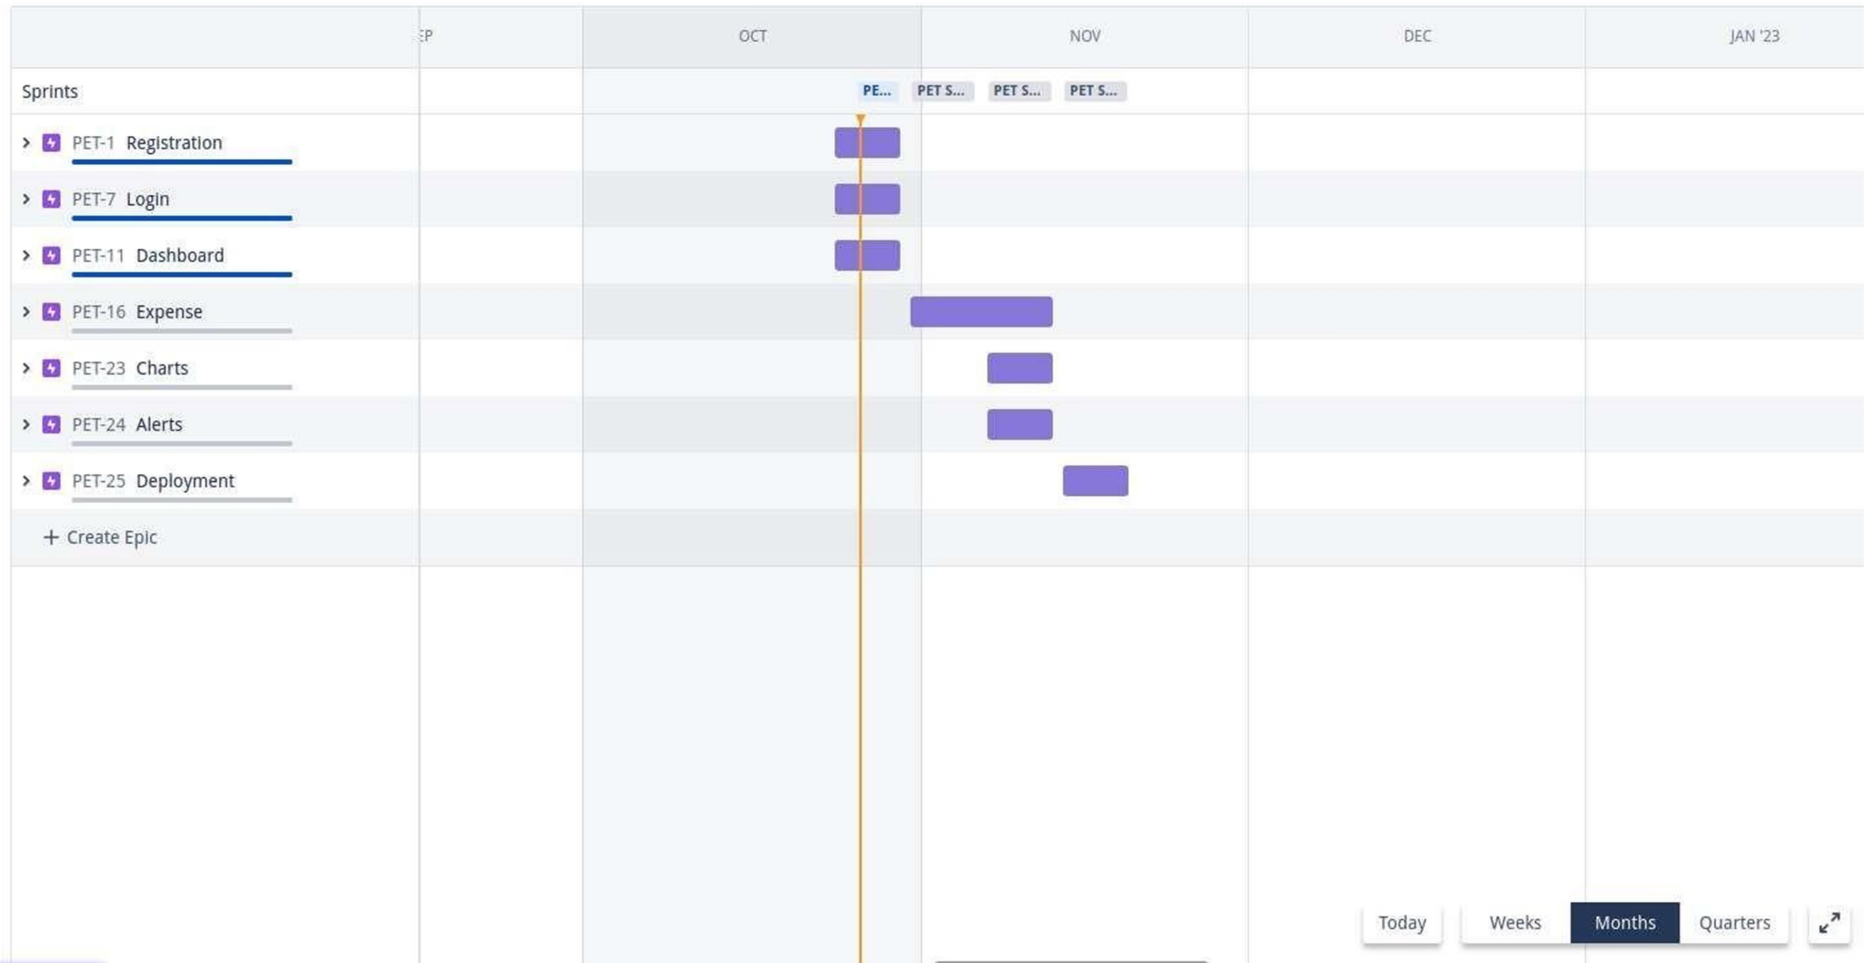 EP OCT NOV DEC JAN '23
Sprints PE... PET S... PET S... PET S...
PET-1 Registration
PET-7 Login
PET-11 Dashboard
PET-16 Expense
PET-23 Charts
PET-24 Alerts
PET-25 Deployment
+ Create Epic
Today Weeks Months Quarters